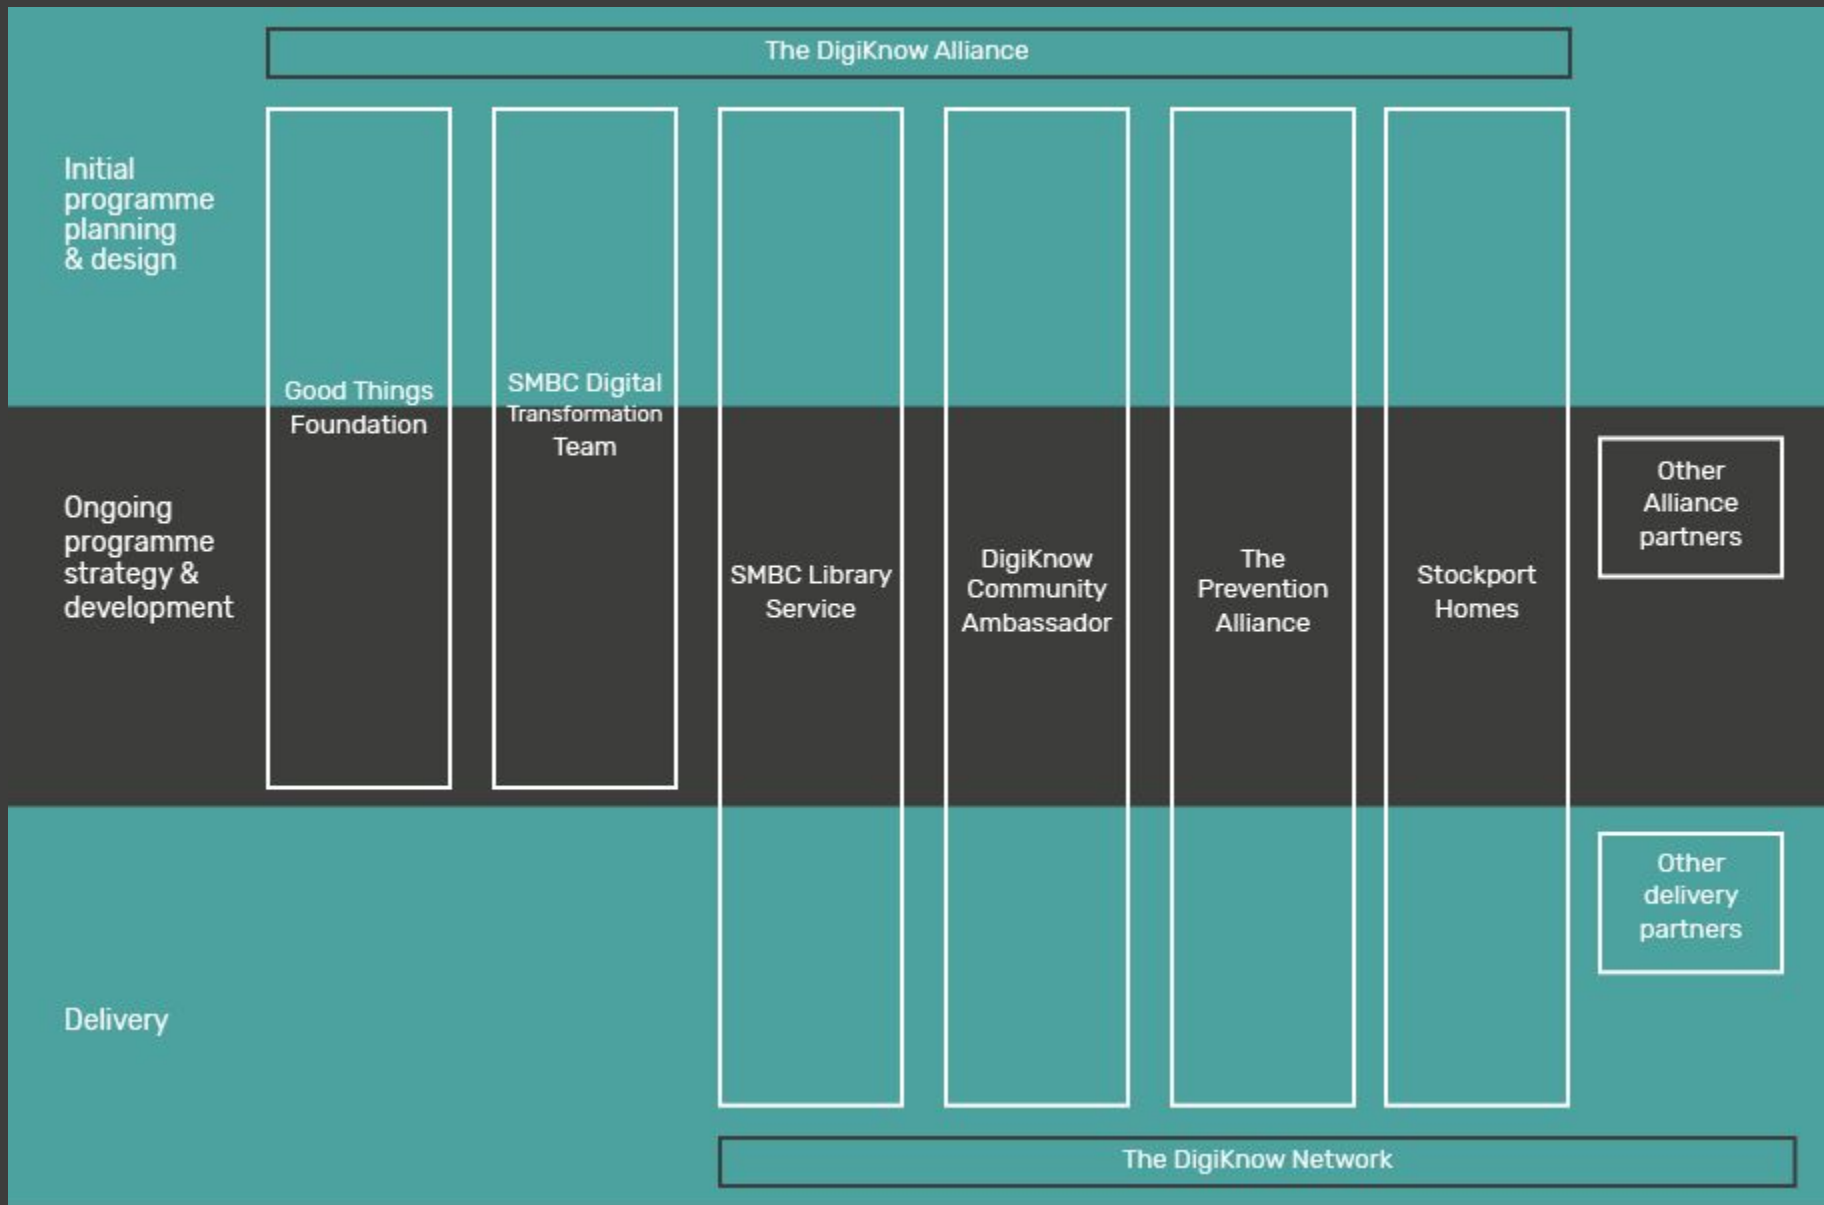 The DigiKnow Alliance
Initial
programme
planning
& design
Good Things
Foundation
SMBC Digital
Transformation
Team
Ongoing
programme
strategy &
development
SMBC Library
Service
DigiKnow
Community
Ambassador
The
Prevention
Alliance
Stockport
Homes
Other
Alliance
partners
Other
delivery
partners
Delivery
The DigiKnow Network